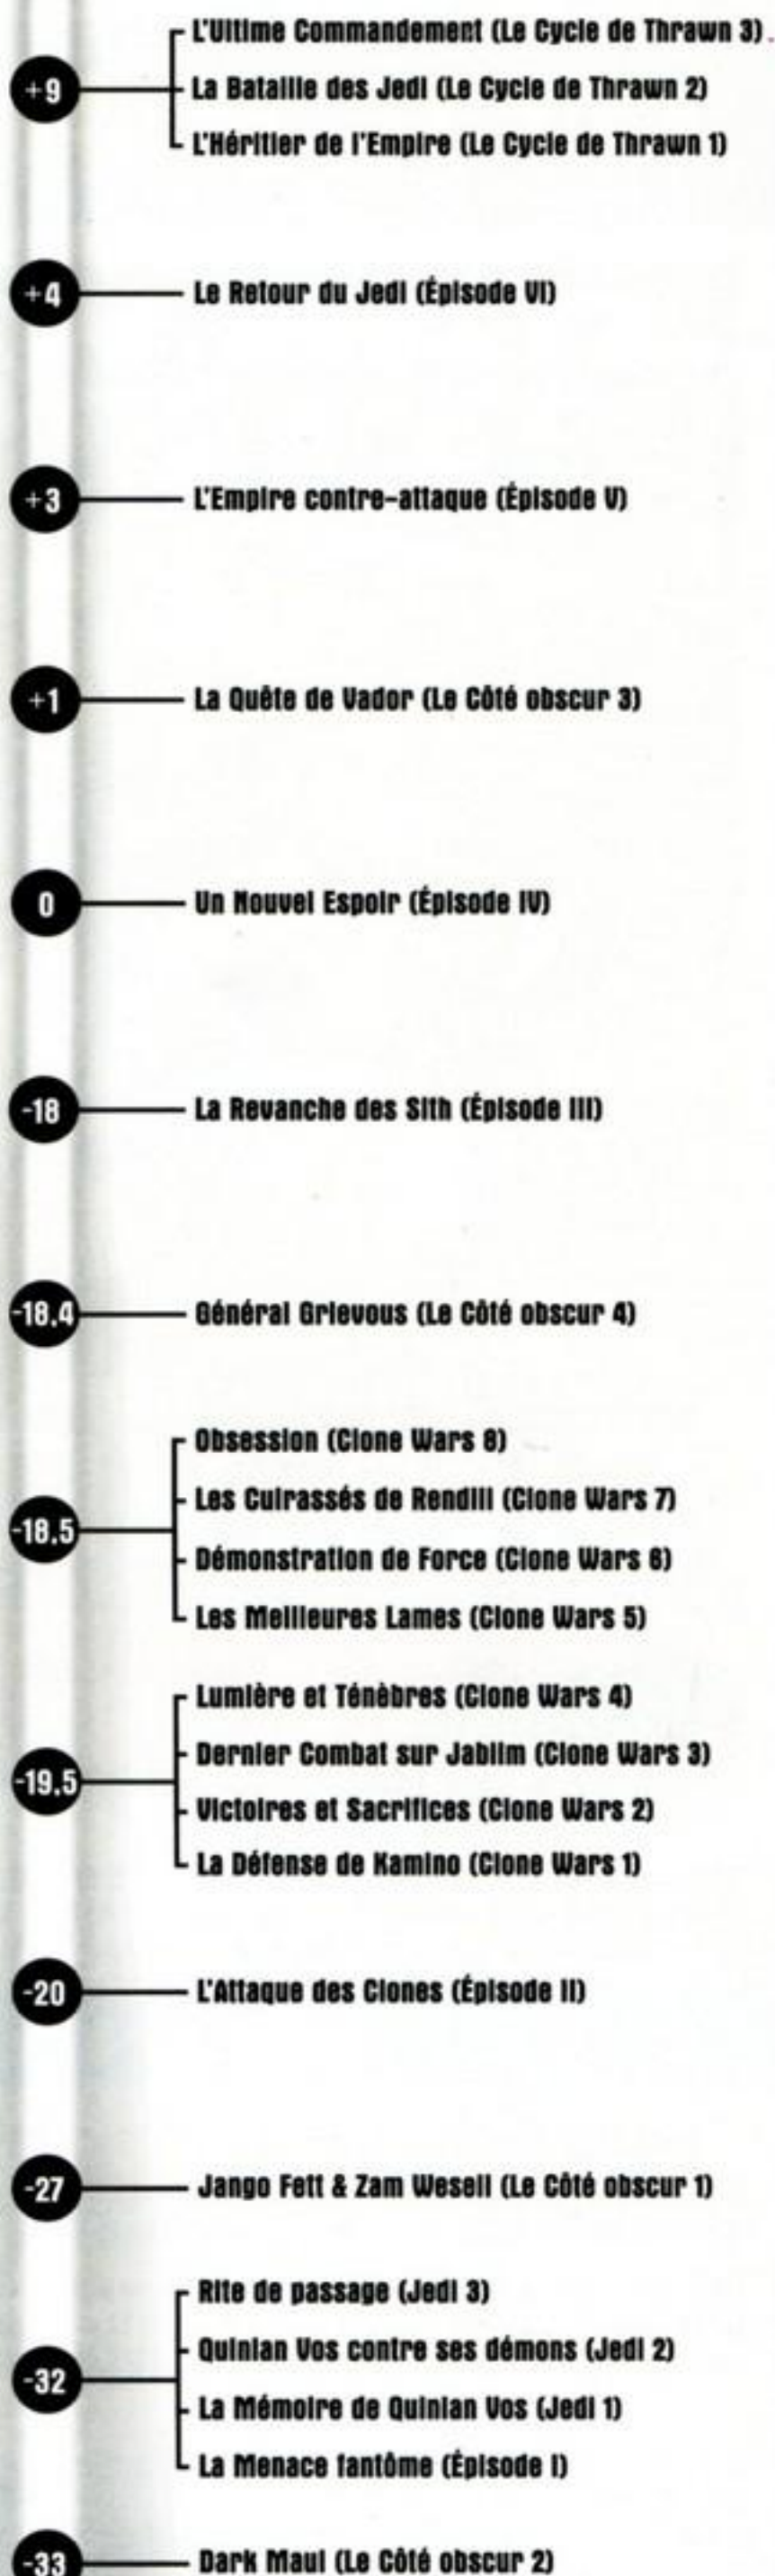 L'Ultime Commandement (Le Cycle de Thrawn 3)
+9
La Bataille des Jedi (Le Cycle de Thrawn 2)
L'Héritier de l'Empire (Le Cycle de Thrawn 1)
+4 Le Retour du Jedi (Épisode VI)
+3 L'Empire contre-attaque (Épisode V)
+1 La Quête de Vador (Le Côté obscur 3)
0 Un Nouvel Espoir (Épisode IV)
-18 La Revanche des Sith (Épisode III)
-18.4 Général Grievous (Le Côté obscur 4)
Obsession (Clone Wars 8)
Les Cuirassés de Rendili (Clone Wars 7)
-18.5
Démonstration de Force (Clone Wars 6)
Les Meilleures Lames (Clone Wars 5)
Lumière et Ténèbres (Clone Wars 4)
Dernier Combat sur Jabiim (Clone Wars 3)
-19.5
Victoires et Sacrifices (Clone Wars 2)
La Défense de Kamino (Clone Wars 1)
-20 L'Attaque des Clones (Épisode II)
-27 Jango Fett & Zam Wesell (Le Côté obscur 1)
Rite de passage (Jedi 3)
Quinlan Vos contre ses démons (Jedi 2)
-32
La Mémoire de Quinlan Vos (Jedi 1)
La Menace fantôme (Épisode I)
-33 Dark Maul (Le Côté obscur 2)